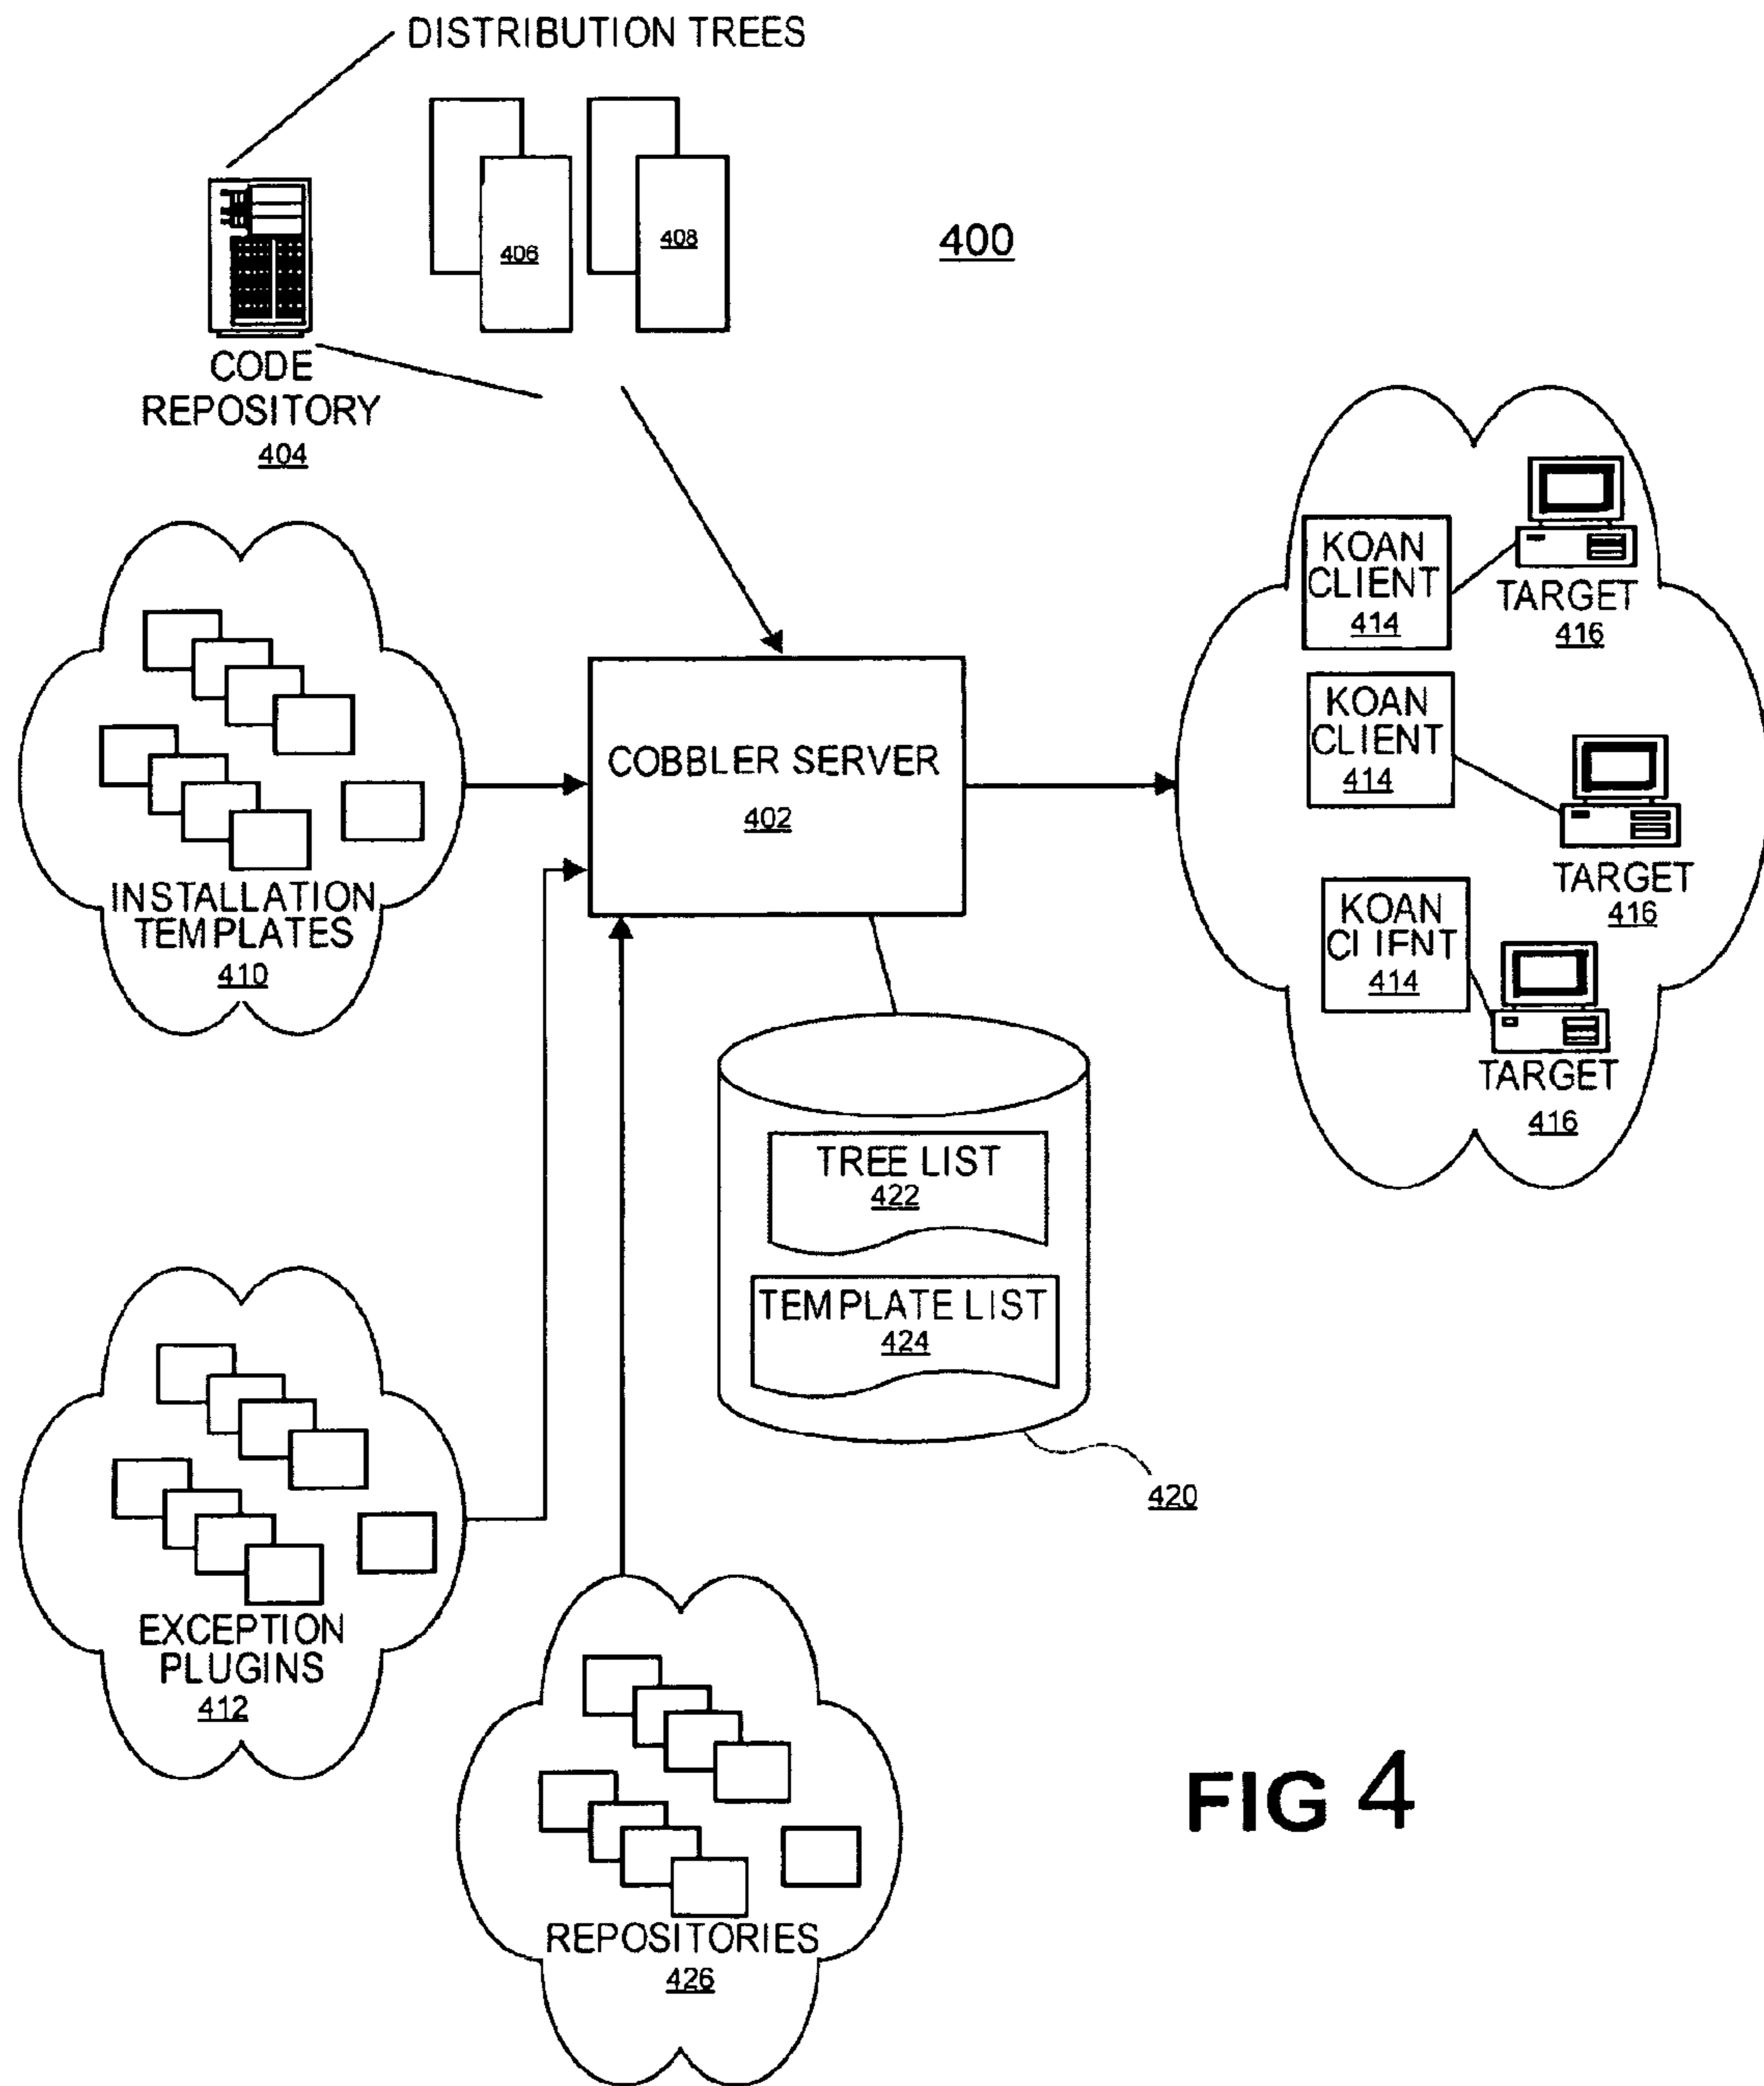 DISTRIBUTION TREES
406
408
400
CODE
REPOSITORY
404
KOAN
CLIENT
414
TARGET
416
KOAN
CLIENT
414
TARGET
416
KOAN
CLIENT
414
TARGET
416
COBBLER SERVER
402
INSTALLATION
TEMPLATES
410
TREE LIST
422
TEMPLATE LIST
424
420
EXCEPTION
PLUGINS
412
REPOSITORIES
426
FIG 4